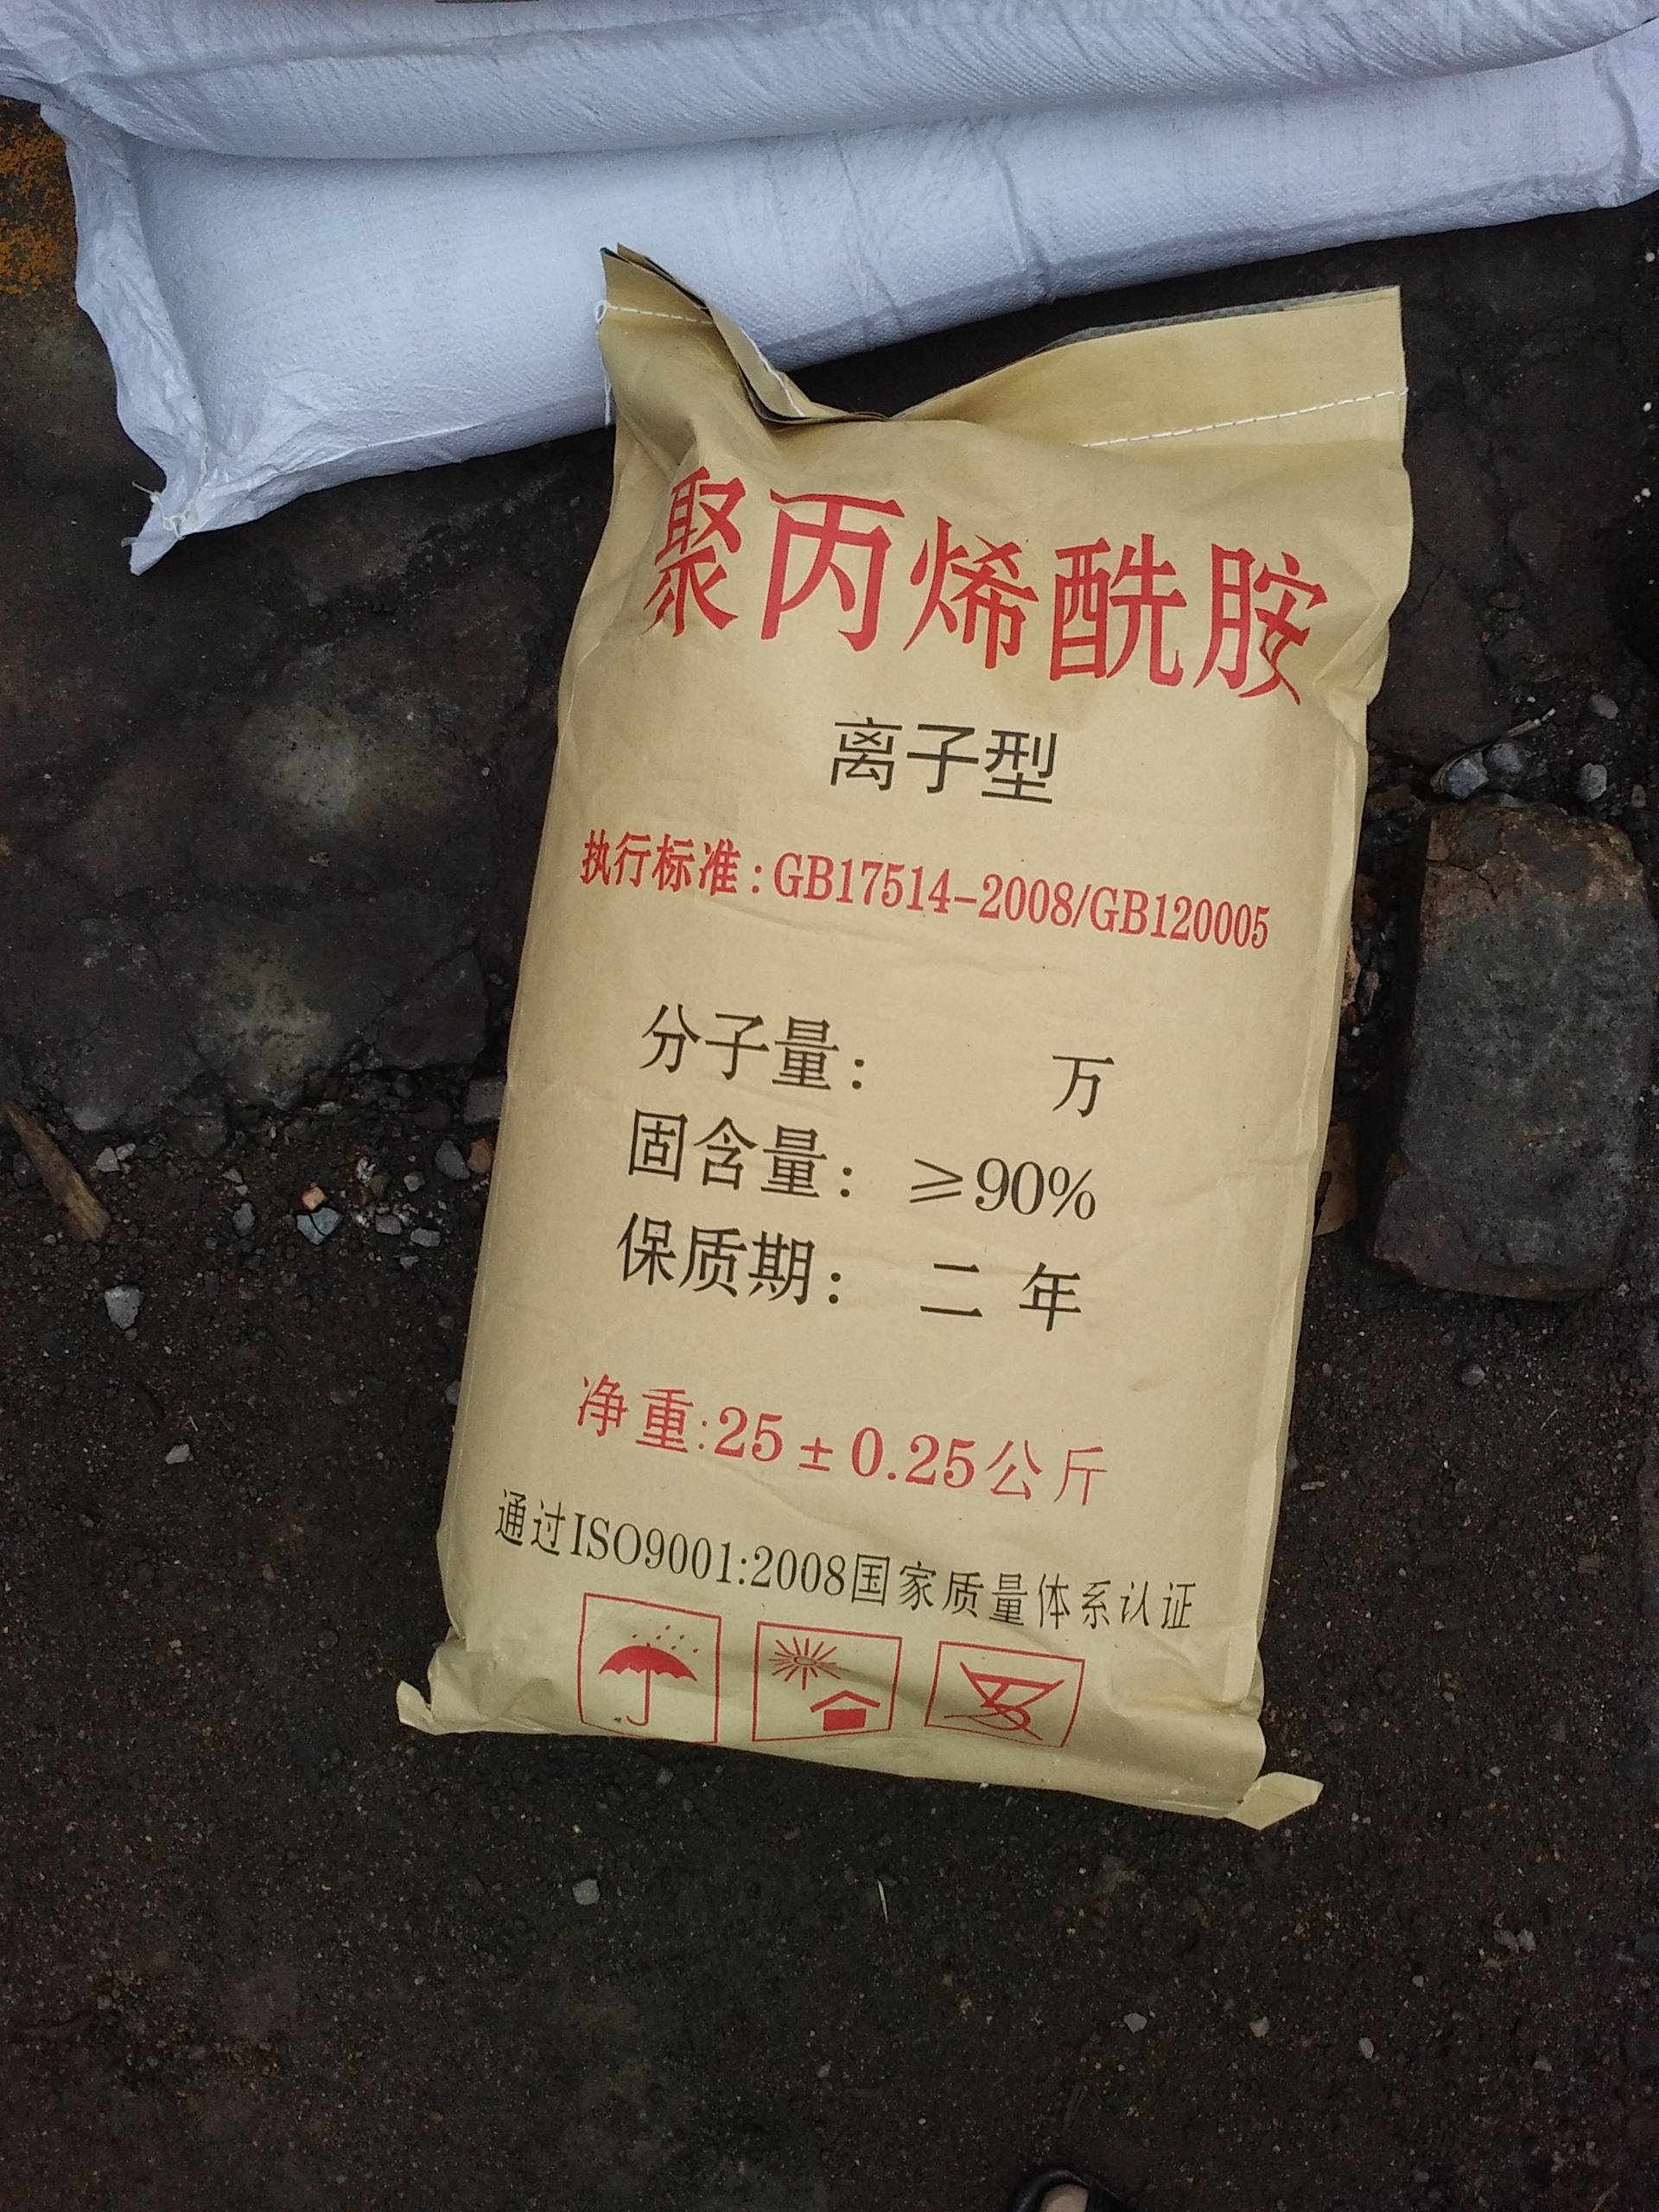 聚丙烯酰胺
离子型
执行标准:GB17514-2008/GB120005
分子量: 万
固含量: ≥90%
保质期: 二年
净重:25±0.25公斤
通过ISO9001:2008国家质量体系认证